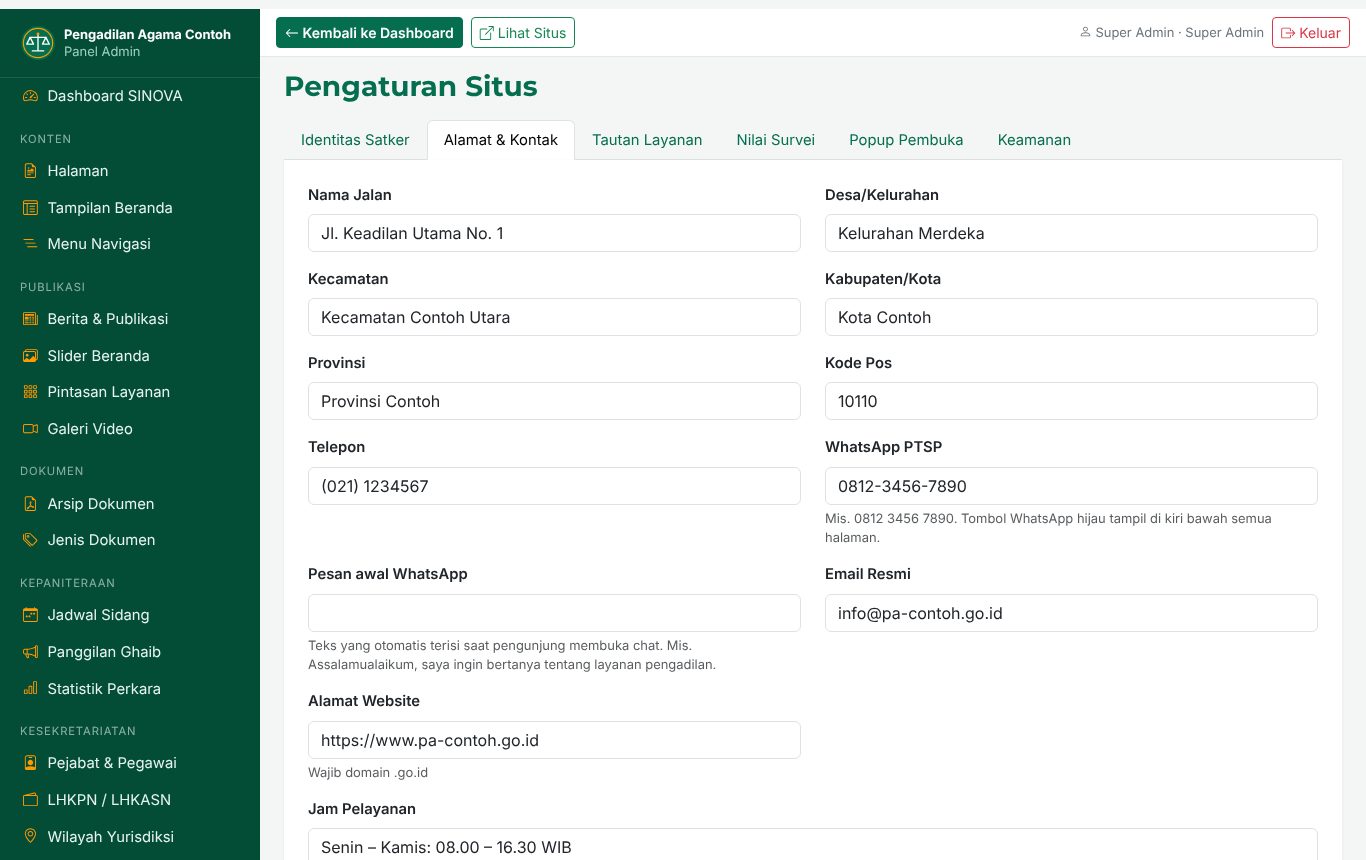 Pengadilan Agama Contoh
Panel Admin
Dashboard SINOVA
KONTEN
Halaman
Tampilan Beranda
Menu Navigasi
PUBLIKASI
Berita & Publikasi
Slider Beranda
Pintasan Layanan
Galeri Video
DOKUMEN
Arsip Dokumen
Jenis Dokumen
KEPANITERAAN
Jadwal Sidang
Panggilan Ghaib
Statistik Perkara
KESEKRETARIATAN
Pejabat & Pegawai
LHKPN / LHKASN
Wilayah Yurisdiksi
← Kembali ke Dashboard
Lihat Situs
Super Admin · Super Admin
Keluar
Pengaturan Situs
Identitas Satker
Alamat & Kontak
Tautan Layanan
Nilai Survei
Popup Pembuka
Keamanan
Nama Jalan
Jl. Keadilan Utama No. 1
Desa/Kelurahan
Kelurahan Merdeka
Kecamatan
Kecamatan Contoh Utara
Kabupaten/Kota
Kota Contoh
Provinsi
Provinsi Contoh
Kode Pos
10110
Telepon
(021) 1234567
WhatsApp PTSP
0812-3456-7890
Mis. 0812 3456 7890. Tombol WhatsApp hijau tampil di kiri bawah semua
halaman.
Pesan awal WhatsApp
Teks yang otomatis terisi saat pengunjung membuka chat. Mis.
Assalamualaikum, saya ingin bertanya tentang layanan pengadilan.
Email Resmi
info@pa-contoh.go.id
Alamat Website
https://www.pa-contoh.go.id
Wajib domain .go.id
Jam Pelayanan
Senin – Kamis: 08.00 – 16.30 WIB